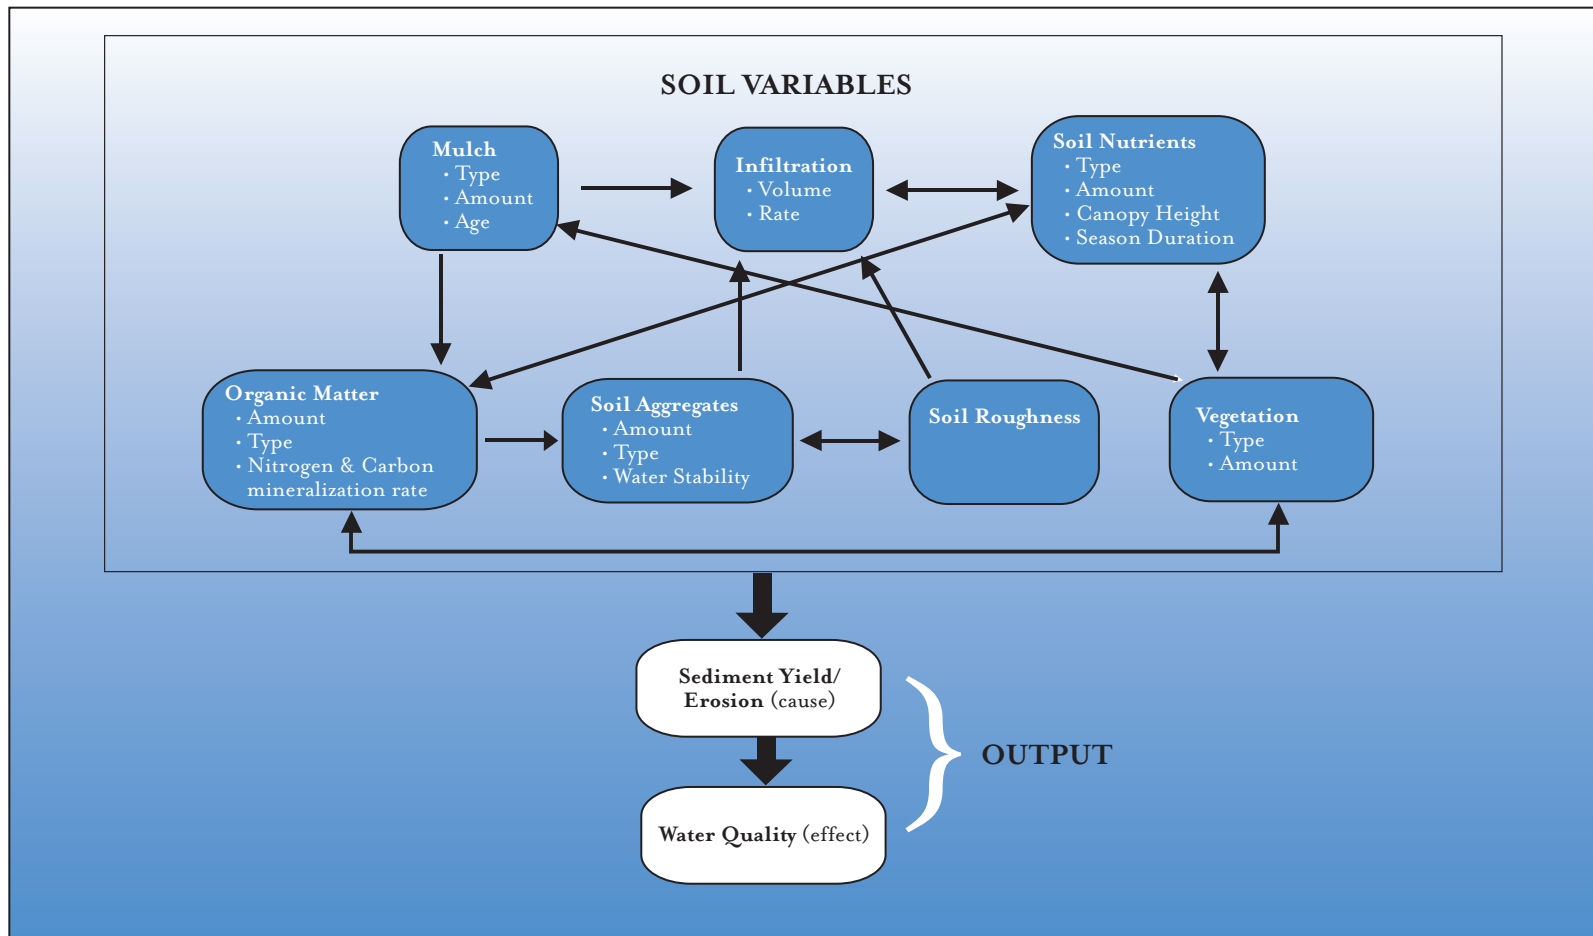 SOIL VARIABLES
Mulch
· Type
· Amount
· Age
Infiltration
· Volume
· Rate
Soil Nutrients
· Type
· Amount
· Canopy Height
· Season Duration
Organic Matter
· Amount
· Type
· Nitrogen & Carbon
mineralization rate
Soil Aggregates
· Amount
· Type
· Water Stability
Soil Roughness
Vegetation
· Type
· Amount
Sediment Yield/
Erosion (cause)
OUTPUT
Water Quality (effect)